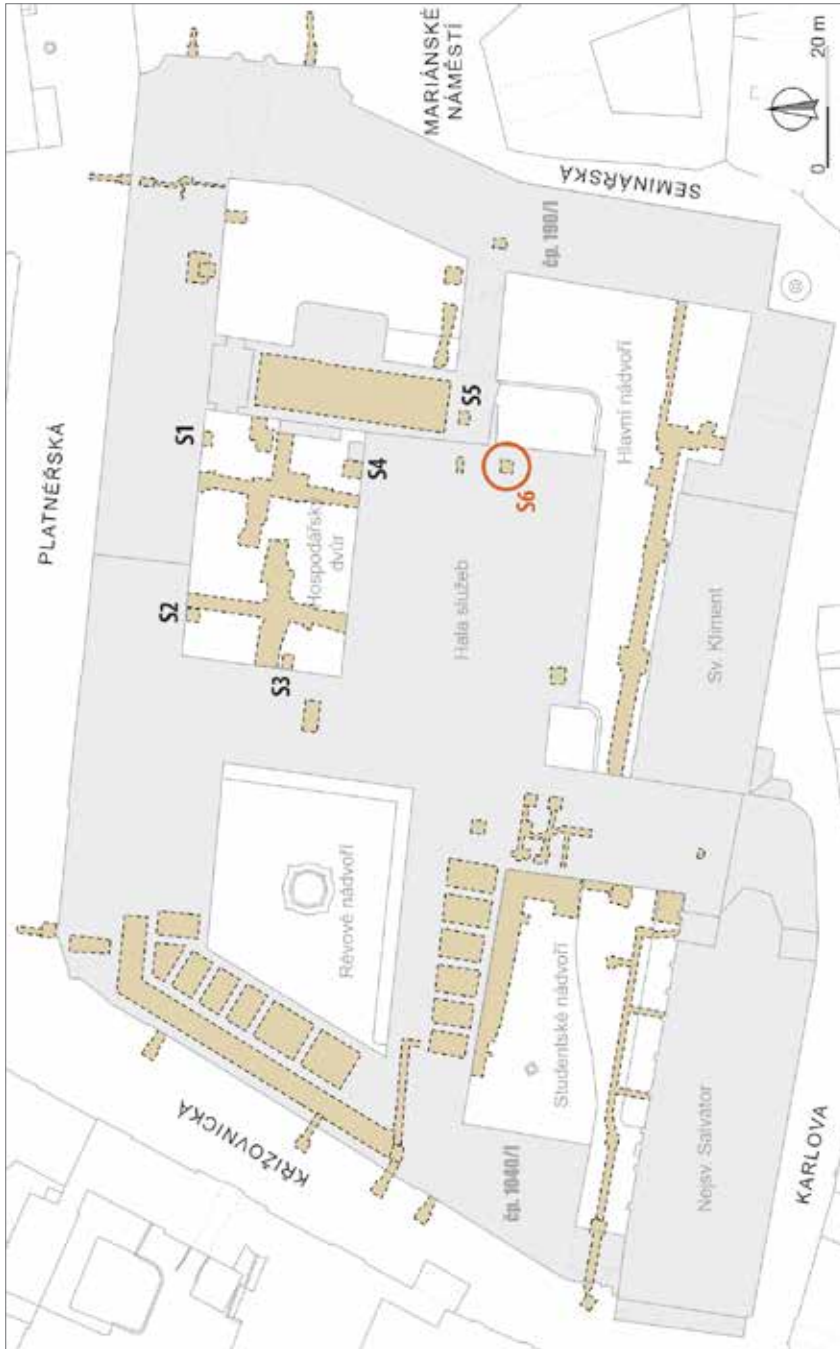 PLATNÉŘSKÁ
MARIÁNSKÉ
NÁMĚSTÍ
SEMINÁŘSKÁ
0
20 m
čp. 190/I
S1
S2
S3
S4
S5
S6
Hospodářský
dvůr
Hala služeb
Hlavní nádvoří
Sv. Kliment
Révové nádvoří
Studentské nádvoří
KŘIŽOVNICKÁ
čp. 1040/I
Nejsv. Salvátor
KARLOVA